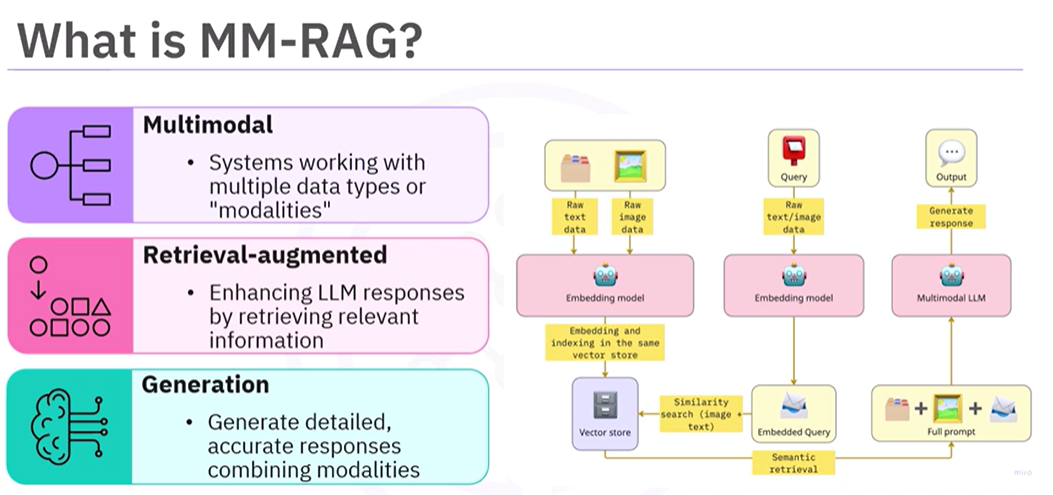 What is MM-RAG?
Multimodal
• Systems working with
multiple data types or
"modalities"
Retrieval-augmented
• Enhancing LLM responses
by retrieving relevant
information
Generation
• Generate detailed,
accurate responses
combining modalities
Raw
text
data
Raw
image
data
Embedding model
Embedding and
indexing in the same
vector store
Vector store
Query
Raw
text/image
data
Embedding model
Similarity
search (image +
text)
Embedded Query
Semantic
retrieval
Output
Generate
response
Multimodal LLM
Full prompt
miro